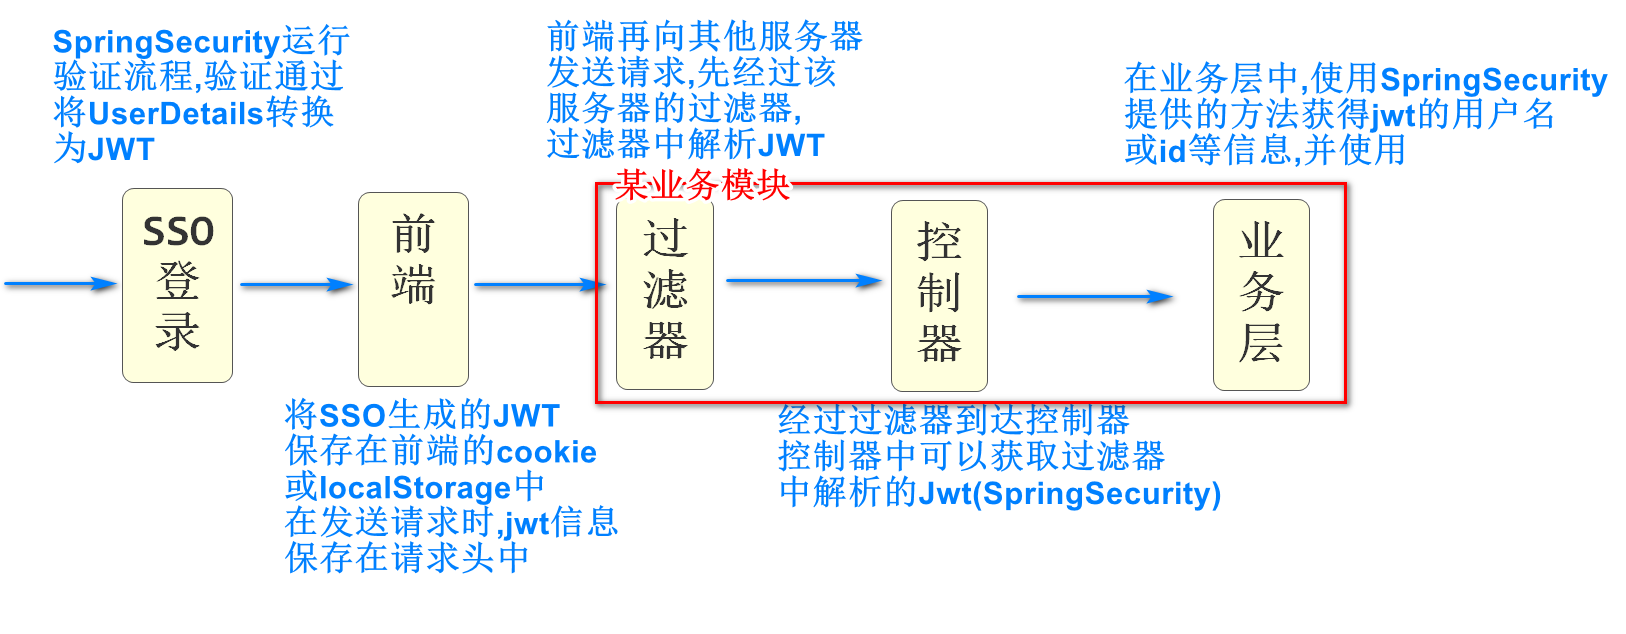 SpringSecurity运行
验证流程,验证通过
将UserDetails转换
为JWT
前端再向其他服务器
发送请求,先经过该
服务器的过滤器,
过滤器中解析JWT
在业务层中,使用SpringSecurity
提供的方法获得jwt的用户名
或id等信息,并使用
某业务模块
SSO
登
录
前
端
过
滤
器
控
制
器
业
务
层
将SSO生成的JWT
保存在前端的cookie
或localStorage中
在发送请求时,jwt信息
保存在请求头中
经过过滤器到达控制器
控制器中可以获取过滤器
中解析的Jwt(SpringSecurity)